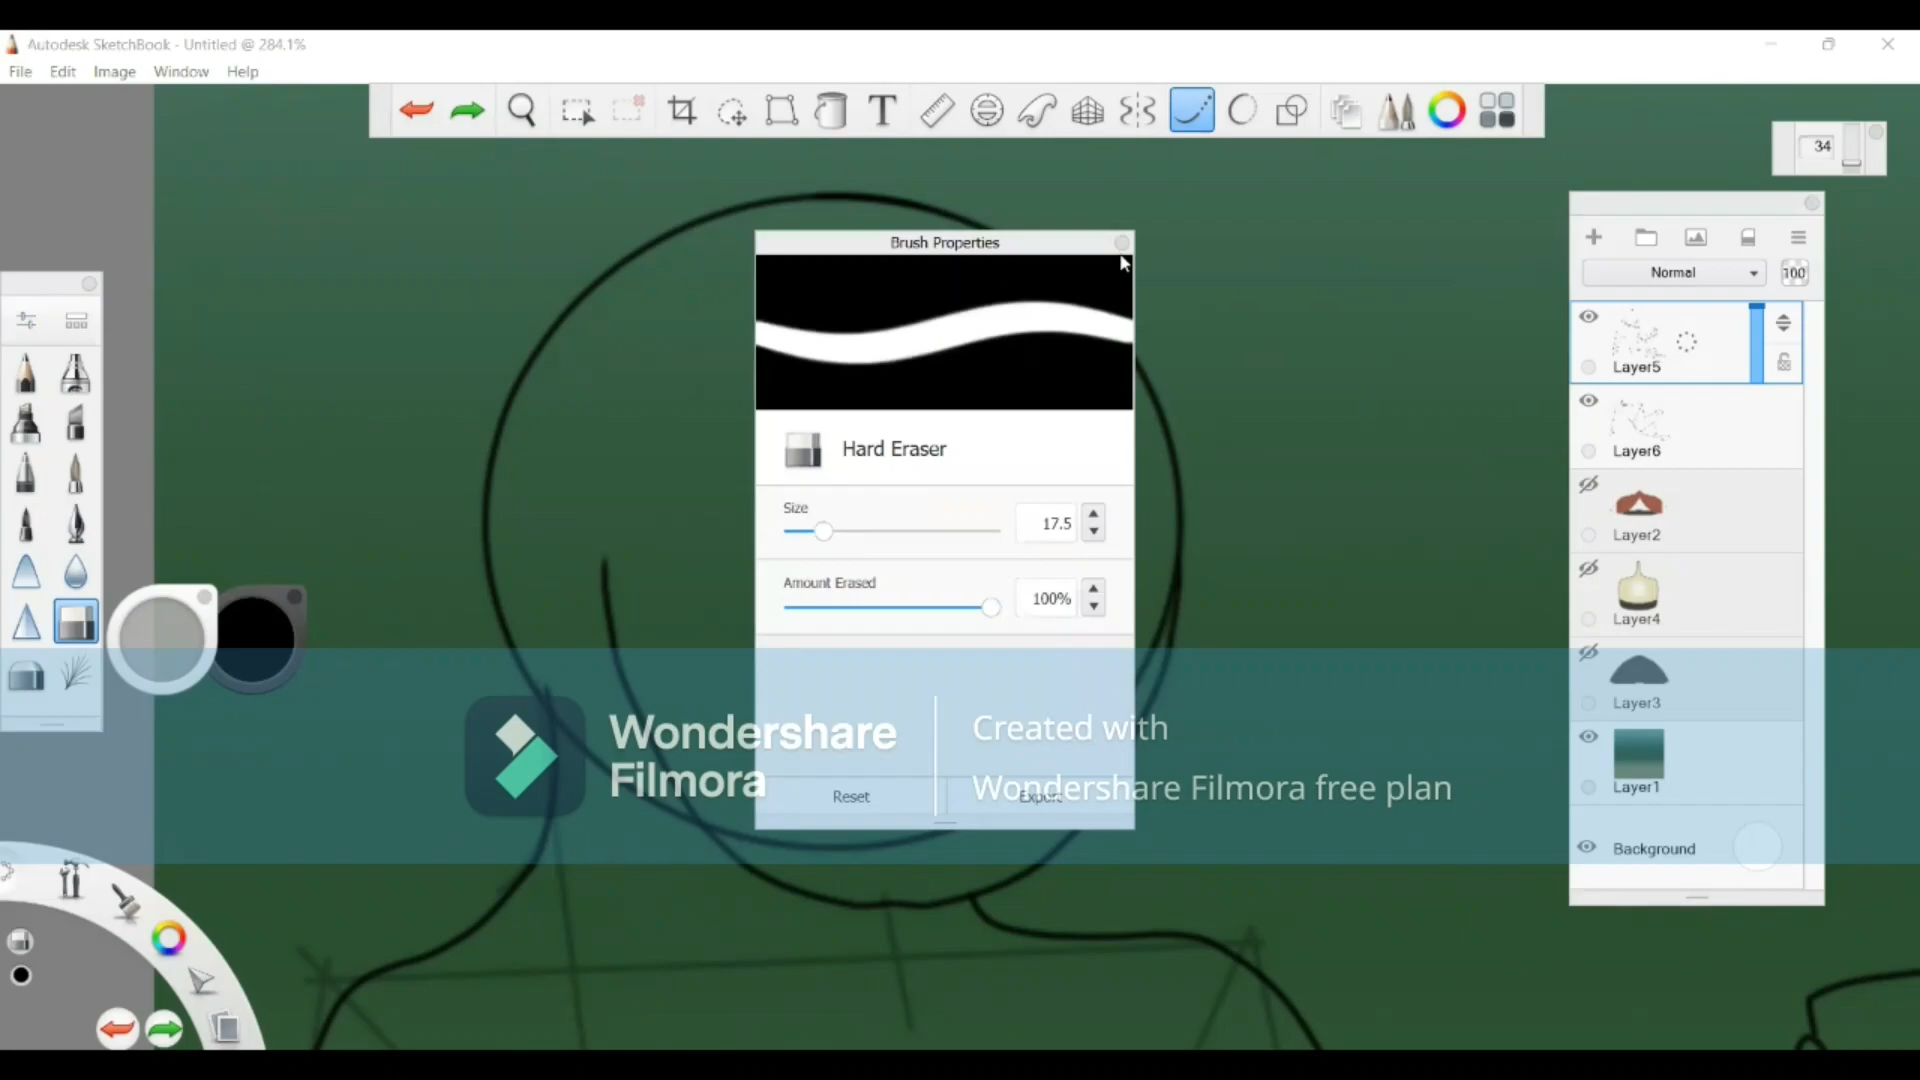 Autodesk SketchBook - Untitled @ 284.1%
File Edit Image Window Help
T
34
Brush Properties
Normal 100
Layer5
Hard Eraser
Layer6
Size
17.5
Layer2
Amount Erased
100%
Layer4
Layer3
Wondershare
Filmora
Created with
Wondershare Filmora free plan
Reset Export
Layer1
Background